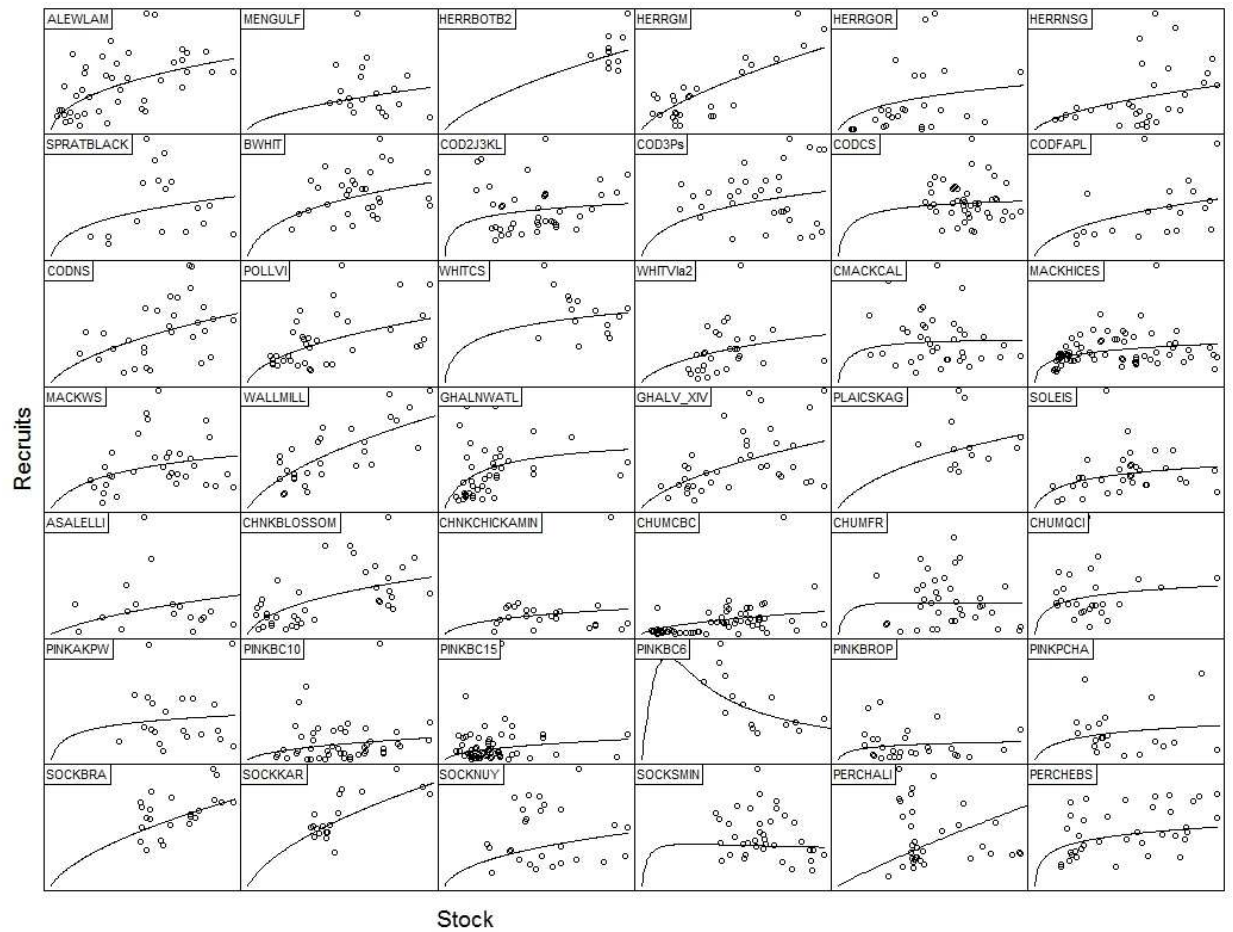 ALEWLAM MENGULF HERRBOTB2 HERRGM HERRGOR HERRNSG
SPRATBLACK BWHIT COD2J3KL COD3Ps CODCS CODFAPL
CODNS POLLVI WHITCS WHITVIa2 CMACKCAL MACKHICES
MACKWS WALLMILL GHALNWATL GHALV_XIV PLAICSKAG SOLEIS
ASALELLI CHNKBLOSSOM CHNKCHICKAMIN CHUMCBC CHUMFR CHUMQCI
PINKAKPW PINKBC10 PINKBC15 PINKBC6 PINKBROP PINKPCHA
SOCKBRA SOCKKAR SOCKNUY SOCKSMIN PERCHALI PERCHEBS
Recruits
Stock